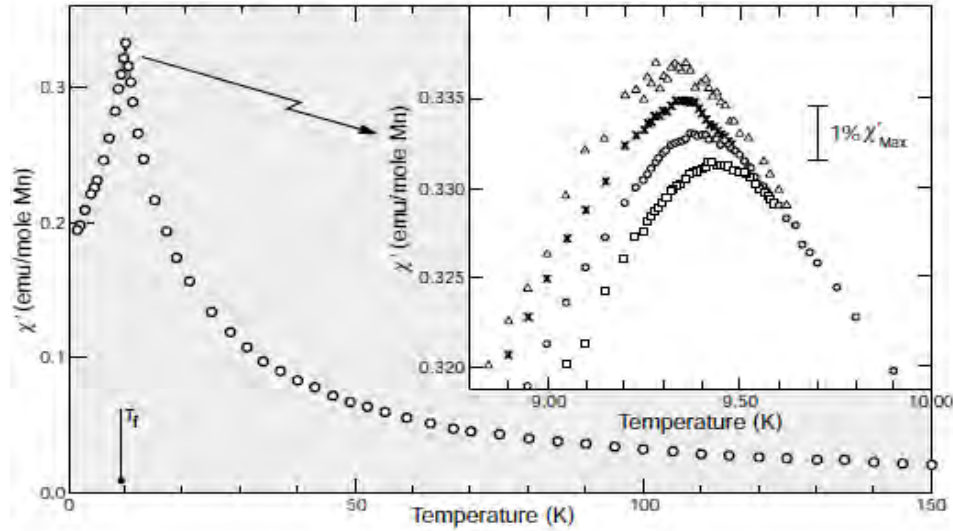 0.3
0.2
0.1
0.0
χ' (emu/mole Mn)
T_f
0
50
100
150
Temperature (K)
0.335
0.330
0.325
0.320
χ' (emu/mole Mn)
1% χ'_Max
9.00
9.50
10.00
Temperature (K)